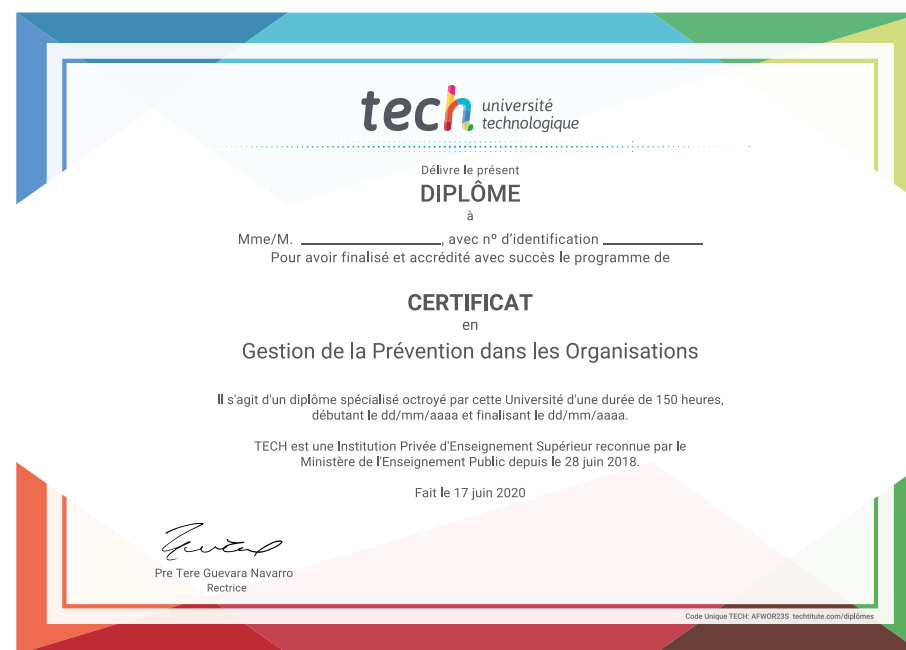 tech université
technologique
Délivre le présent
DIPLÔME
à
Mme/M. ____________________, avec nº d'identification ______________
Pour avoir finalisé et accrédité avec succès le programme de
CERTIFICAT
en
Gestion de la Prévention dans les Organisations
Il s'agit d'un diplôme spécialisé octroyé par cette Université d'une durée de 150 heures,
débutant le dd/mm/aaaa et finalisant le dd/mm/aaaa.
TECH est une Institution Privée d'Enseignement Supérieur reconnue par le
Ministère de l'Enseignement Public depuis le 28 juin 2018.
Fait le 17 juin 2020
Pre Tere Guevara Navarro
Rectrice
Code Unique TECH: AFWOR23S techtitute.com/diplômes